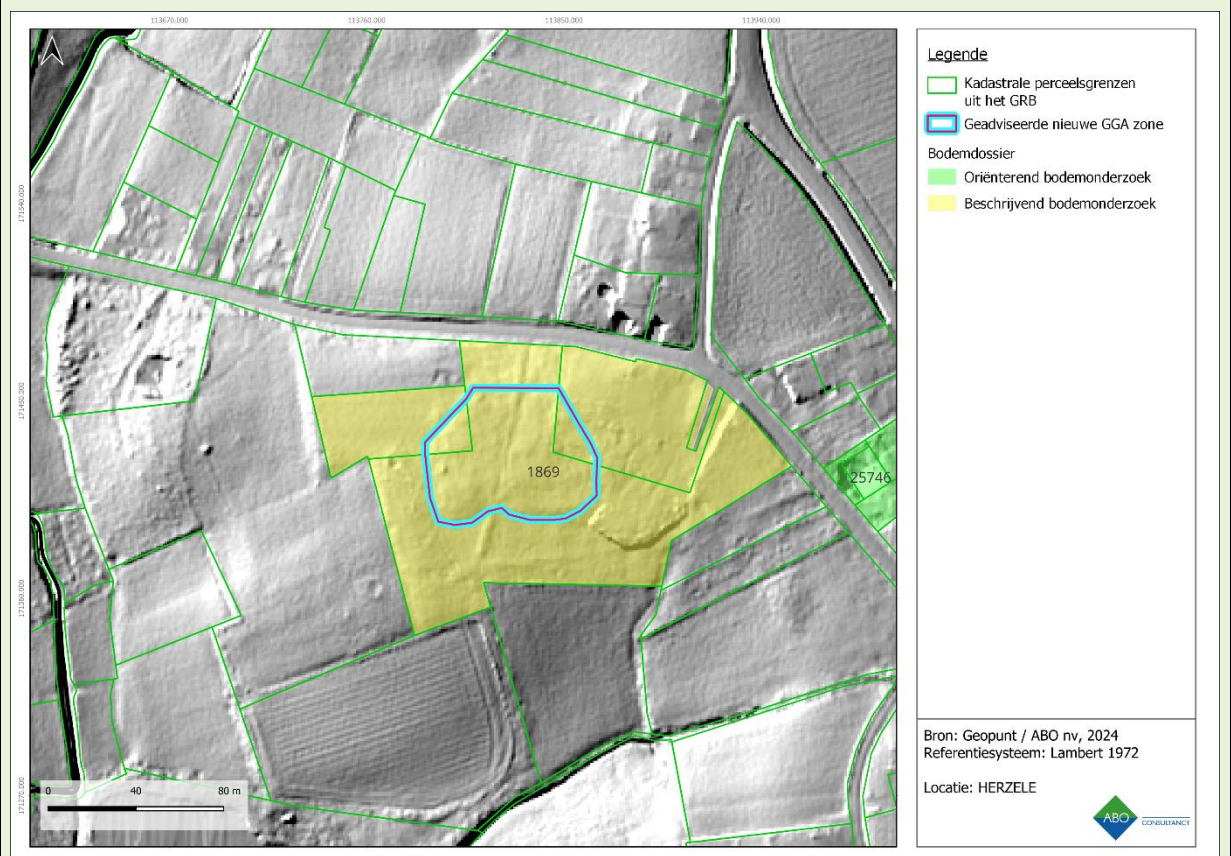 113670.000 113760.000 113850.000 113940.000
171540.000
171450.000
171360.000
171270.000
1869
25746
0 40 80 m
Legende
Kadastrale perceelsgrenzen
uit het GRB
Geadviseerde nieuwe GGA zone
Bodemdossier
Oriënterend bodemonderzoek
Beschrijvend bodemonderzoek
Bron: Geopunt / ABO nv, 2024
Referentiesysteem: Lambert 1972
Locatie: HERZELE
ABO CONSULTANCY